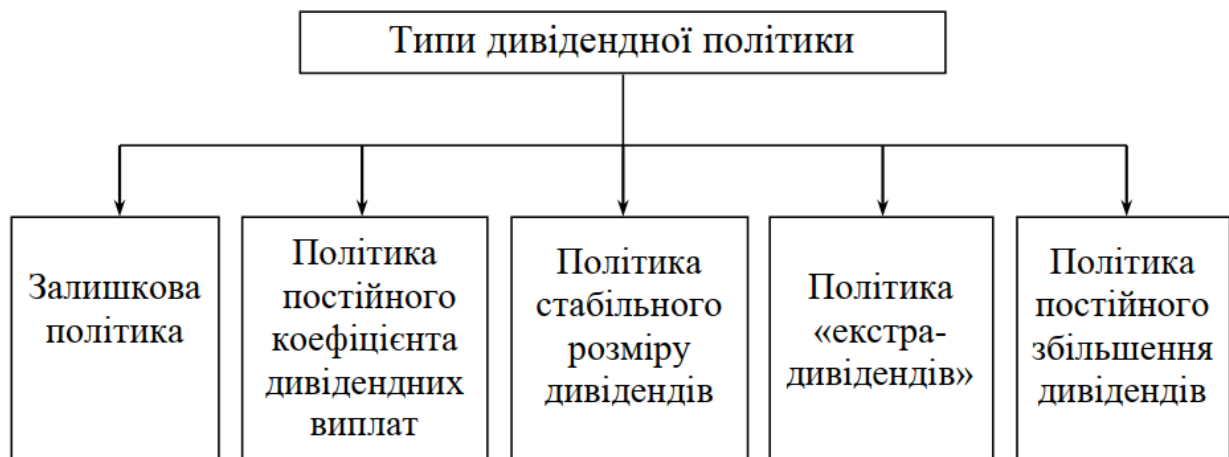 Типи дивідендної політики
Залишкова
політика
Політика
постійного
коефіцієнта
дивідендних
виплат
Політика
стабільного
розміру
дивідендів
Політика
«екстра-
дивідендів»
Політика
постійного
збільшення
дивідендів